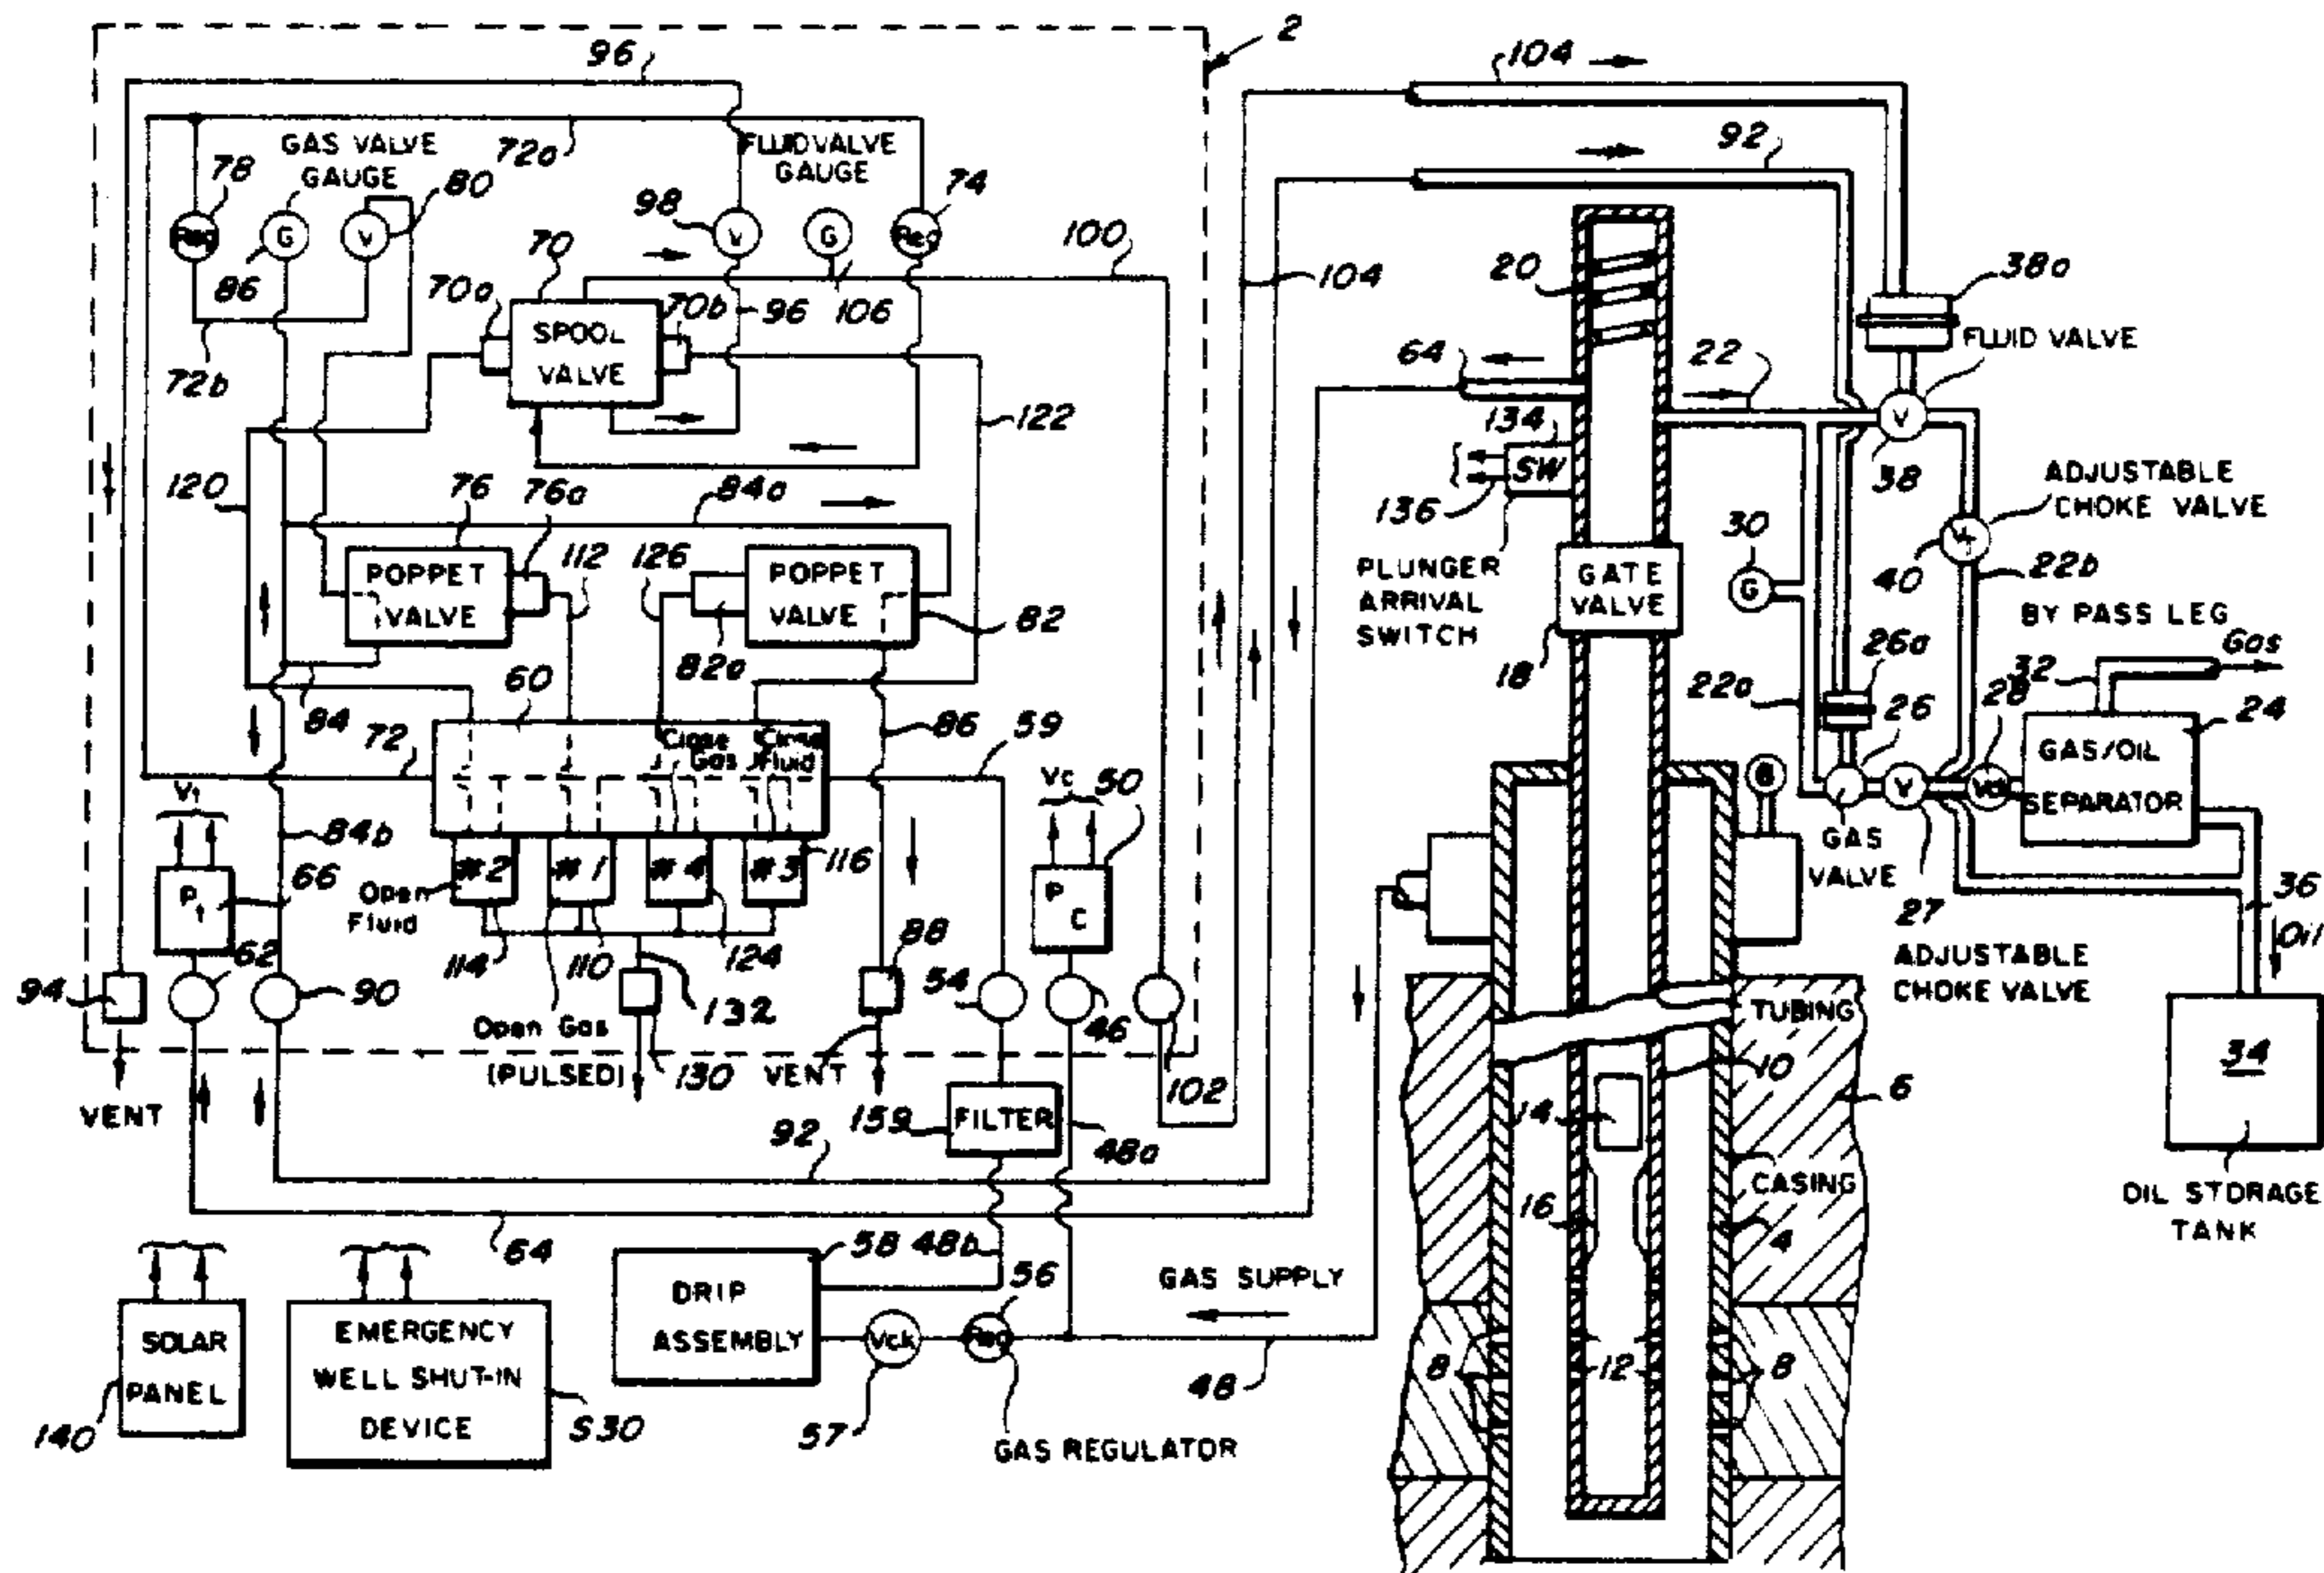 2
96
104
104
92
GAS VALVE
GAUGE
72a
FLUID VALVE
GAUGE
78
80
98
74
Reg
G
V
V
G
Reg
86
70
100
20
38a
70a
70b
96
106
FLUID VALVE
SPOOL
VALVE
64
22
V
38
72b
134
SW
136
122
120
76
76a
84a
ADJUSTABLE
CHOKE VALVE
30
G
40
22b
PLUNGER
ARRIVAL
SWITCH
GATE
VALVE
18
112
126
POPPET
VALVE
POPPET
VALVE
82
82a
BY PASS LEG
Gas
26a
32
60
84
22a
26
28
24
72
Close
Gas
Close
Fluid
86
59
Vc
50
G
V
Vck
GAS/OIL
SEPARATOR
Vt
84b
GAS
VALVE
66
Pt
#2
#1
#4
#3
116
Open
Fluid
P
C
36
27
Oil
62
114
110
124
88
ADJUSTABLE
CHOKE VALVE
94
90
132
54
46
TUBING
Open Gas
(PULSED)
130
VENT
102
34
10
6
VENT
159
FILTER
14
48a
92
CASING
OIL STORAGE
TANK
16
4
64
58
48b
56
GAS SUPPLY
DRIP
ASSEMBLY
Vck
Reg
SOLAR
PANEL
EMERGENCY
WELL SHUT-IN
DEVICE
8
12
8
48
140
S30
57
GAS REGULATOR